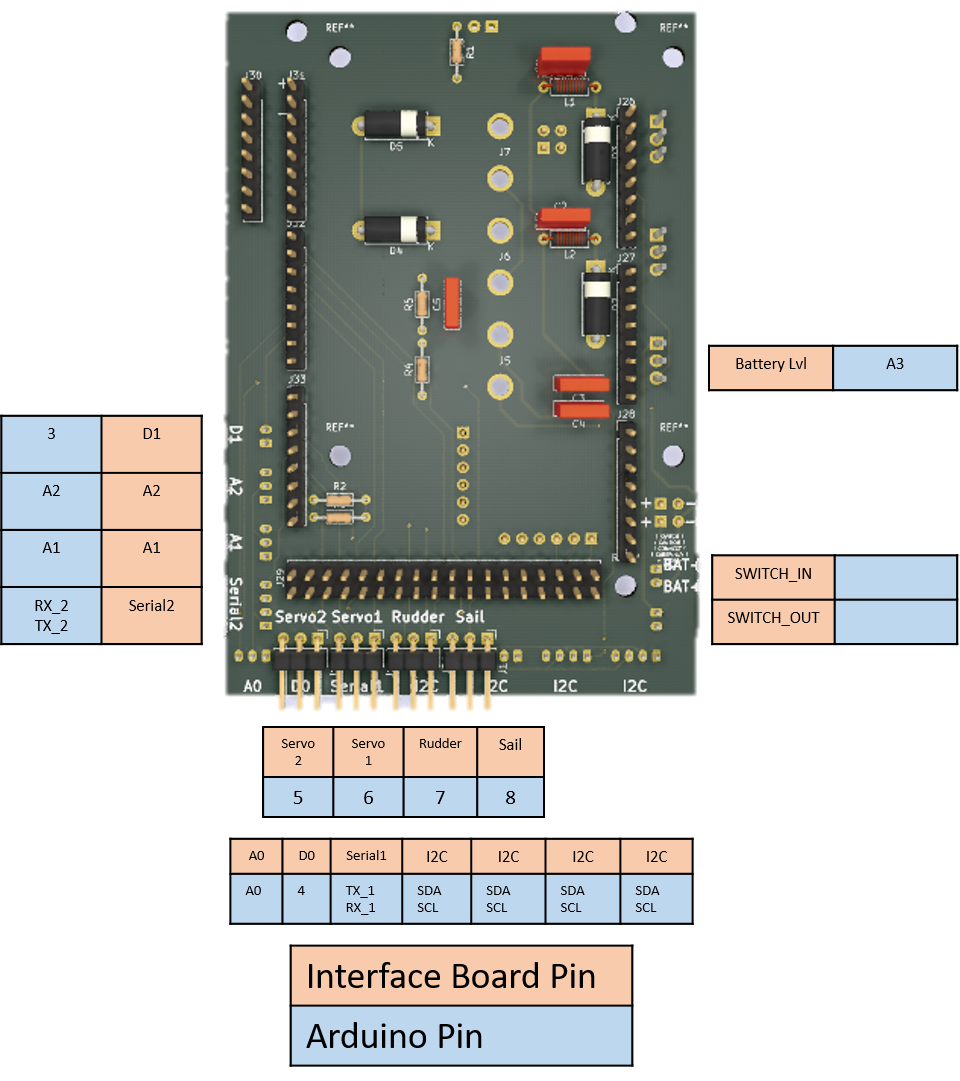 REF**
REF**
R1
J30
J31
+
−
L1
J26
D5
K
J7
J32
C2
D4
K
L2
J6
J27
R5
C5
J5
R4
J33
C3
C4
J28
REF**
REF**
D1
A2
R2
A1
+ −
+ −
BAT+
BAT-
J29
Serial2
Servo2 Servo1 Rudder Sail
A0 D0 Serial1 I2C I2C I2C I2C
Battery Lvl A3
3 D1
A2 A2
A1 A1
RX_2 Serial2
TX_2
SWITCH_IN
SWITCH_OUT
Servo Servo Rudder Sail
2 1
5 6 7 8
A0 D0 Serial1 I2C I2C I2C I2C
A0 4 TX_1 SDA SDA SDA SDA
RX_1 SCL SCL SCL SCL
Interface Board Pin
Arduino Pin